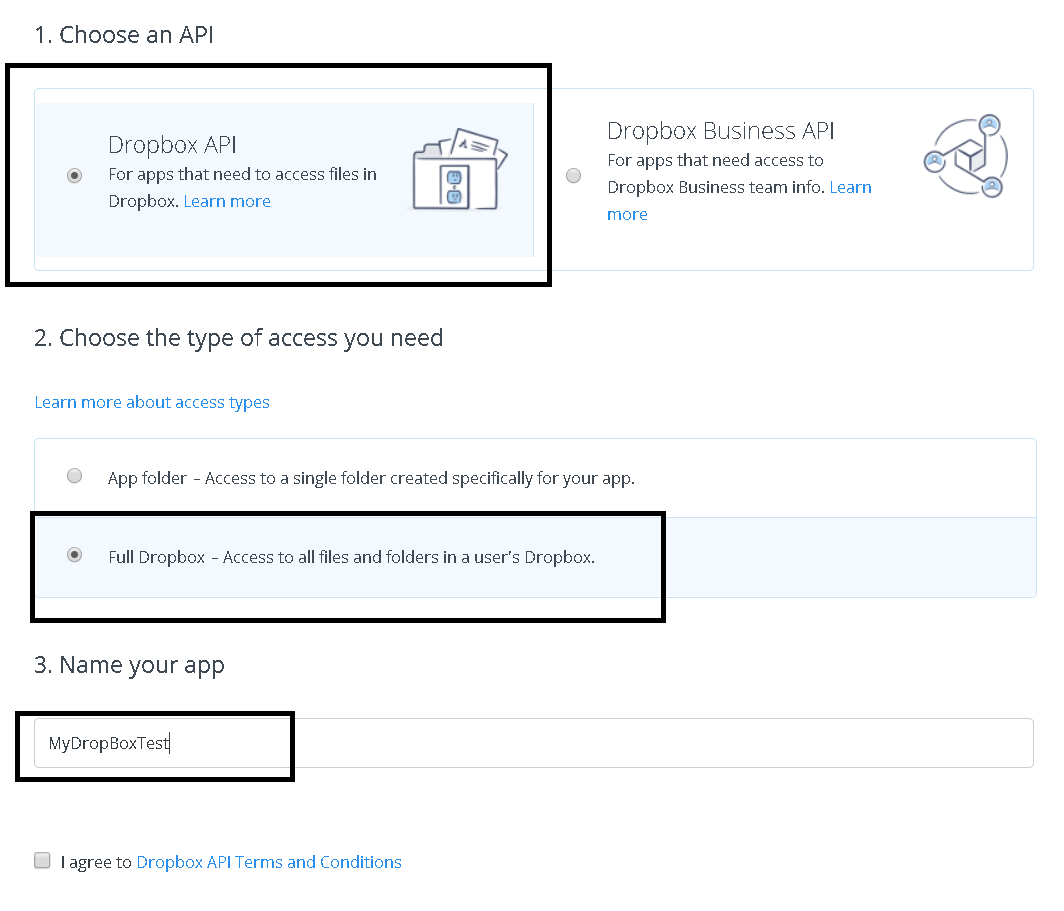 1. Choose an API
Dropbox API
For apps that need to access files in
Dropbox. Learn more
Dropbox Business API
For apps that need access to
Dropbox Business team info. Learn
more
2. Choose the type of access you need
Learn more about access types
App folder – Access to a single folder created specifically for your app.
Full Dropbox – Access to all files and folders in a user's Dropbox.
3. Name your app
MyDropBoxTest
I agree to Dropbox API Terms and Conditions